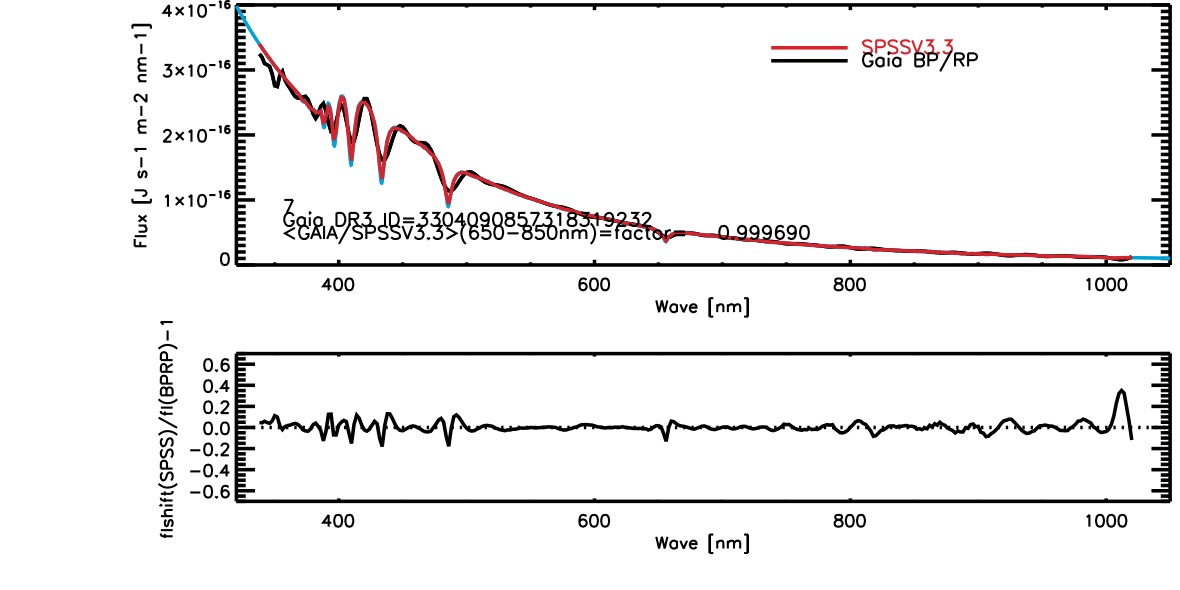 4×10⁻¹⁶
3×10⁻¹⁶
2×10⁻¹⁶
1×10⁻¹⁶
0
Flux [J s-1 m-2 nm-1]
SPSSV3.3
Gaia BP/RP
7
Gaia DR3 ID=3304090857318319232
<GAIA/SPSSV3.3>(650-850nm)=factor= 0.999690
400 600 800 1000
Wave [nm]
flshift(SPSS)/fl(BPRP)-1
0.6
0.4
0.2
0.0
-0.2
-0.4
-0.6
400 600 800 1000
Wave [nm]